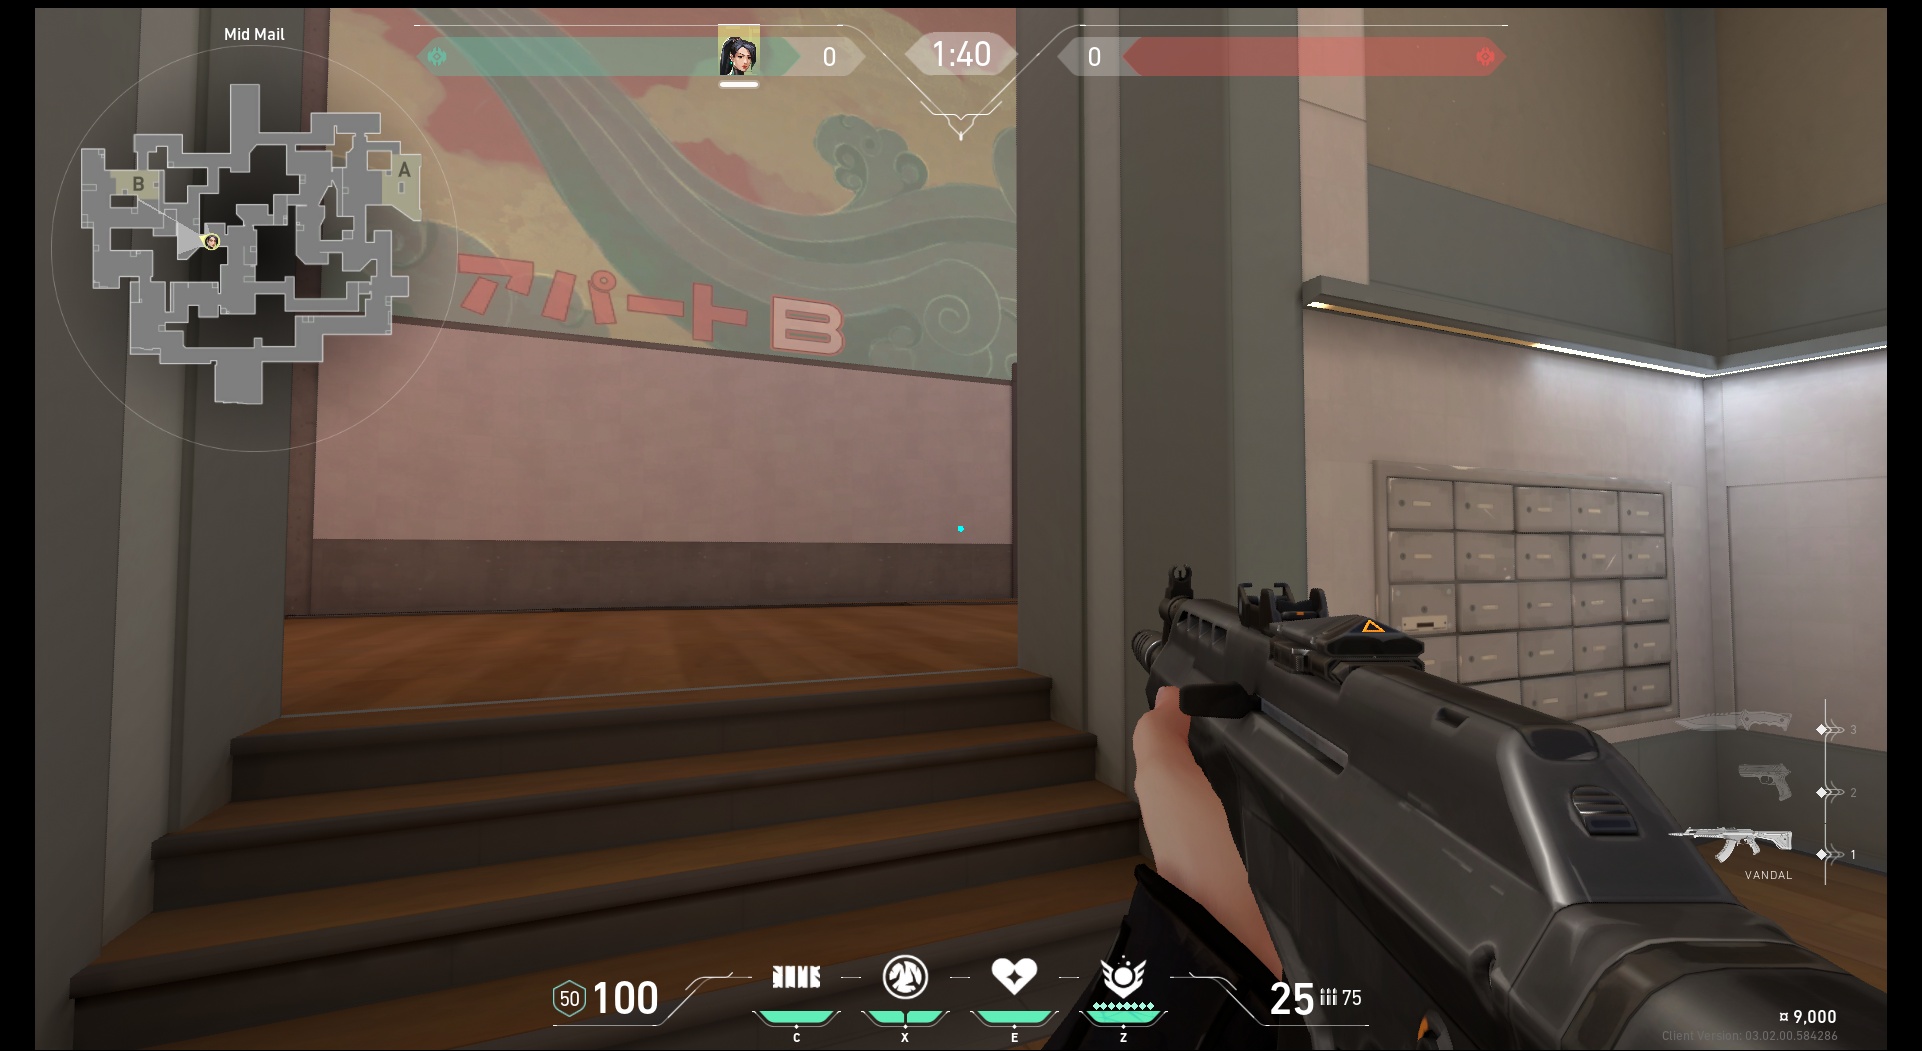 Mid Mail
0
1:40
0
B
A
アパート B
3
2
1
VANDAL
50
100
25
75
C
X
E
Z
¤ 9,000
Client Version: 03.02.00.584286